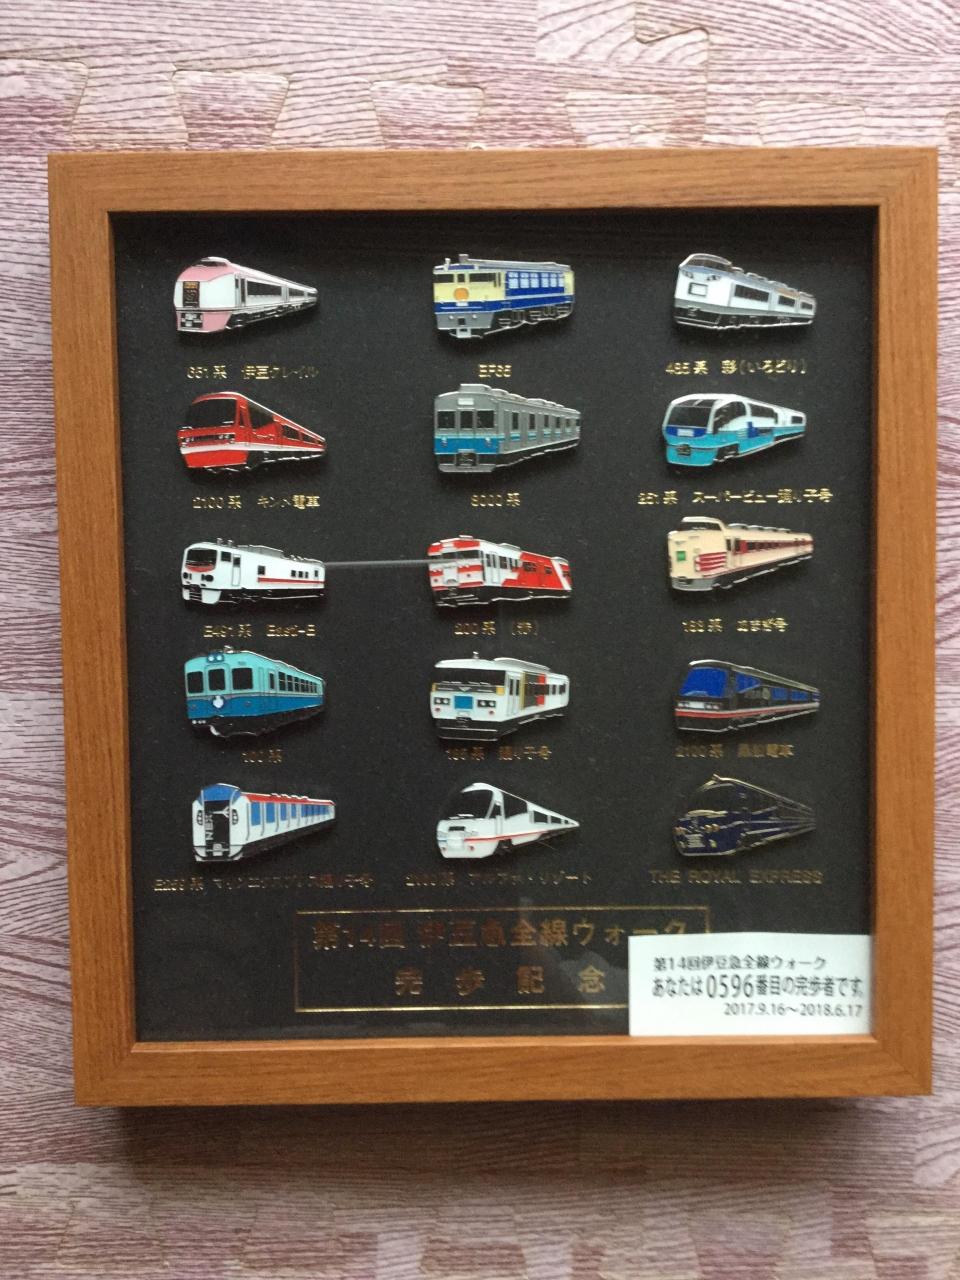 651系 伊豆クレイル
EF65
485系 彩(いろどり)
2100系 キンメ電車
8000系
251系 スーパービュー踊り子号
E491系 East-E
200系 (赤)
183系 あまぎ号
100系
185系 踊り子号
2100系 黒船電車
E259系 マリンエクスプレス踊り子号
2100系 アルファ・リゾート
THE ROYAL EXPRESS
第14回 伊豆急全線ウォーク
完歩記念
第14回伊豆急全線ウォーク
あなたは0596番目の完歩者です。
2017.9.16～2018.6.17